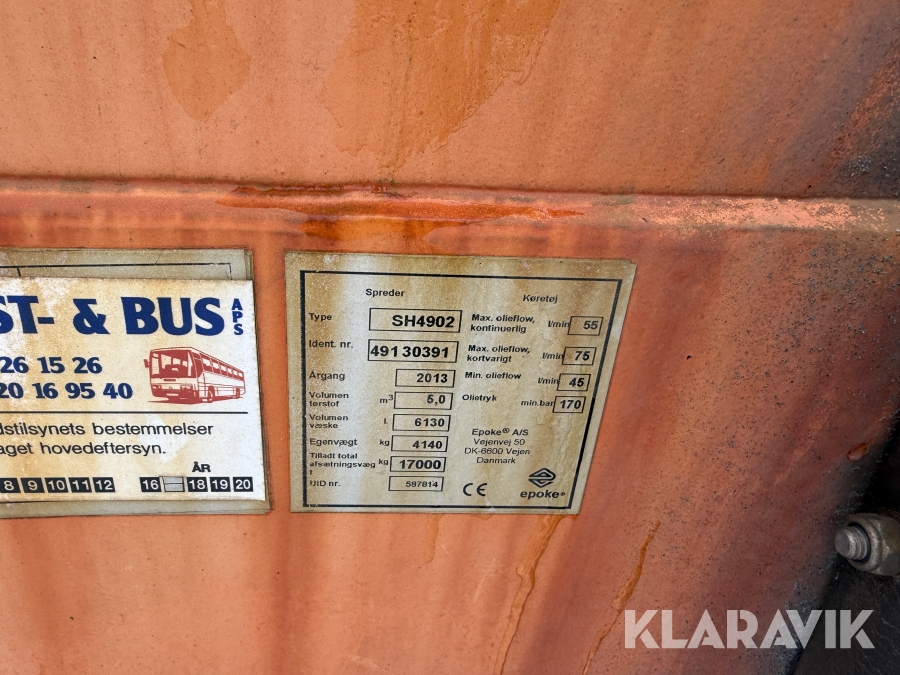 ST- & BUS APS
26 15 26
20 16 95 40
dstilsynets bestemmelser
aget hovedeftersyn.
ÅR
8 9 10 11 12 16 18 19 20
Spreder Køretøj
Type SH4902 Max. olieflow, kontinuerlig l/min 55
Ident. nr. 49130391 Max. olieflow, kortvarigt l/min 75
Årgang 2013 Min. olieflow l/min 45
Volumen tørstof m³ 5,0 Olietryk min.bar 170
Volumen væske l. 6130
Egenvægt kg 4140
Tilladt total afsætningsvægt kg 17000
UID nr. 587814
Epoke® A/S
Vejenvej 50
DK-6600 Vejen
Danmark
CE
epoke®
KLARAVIK